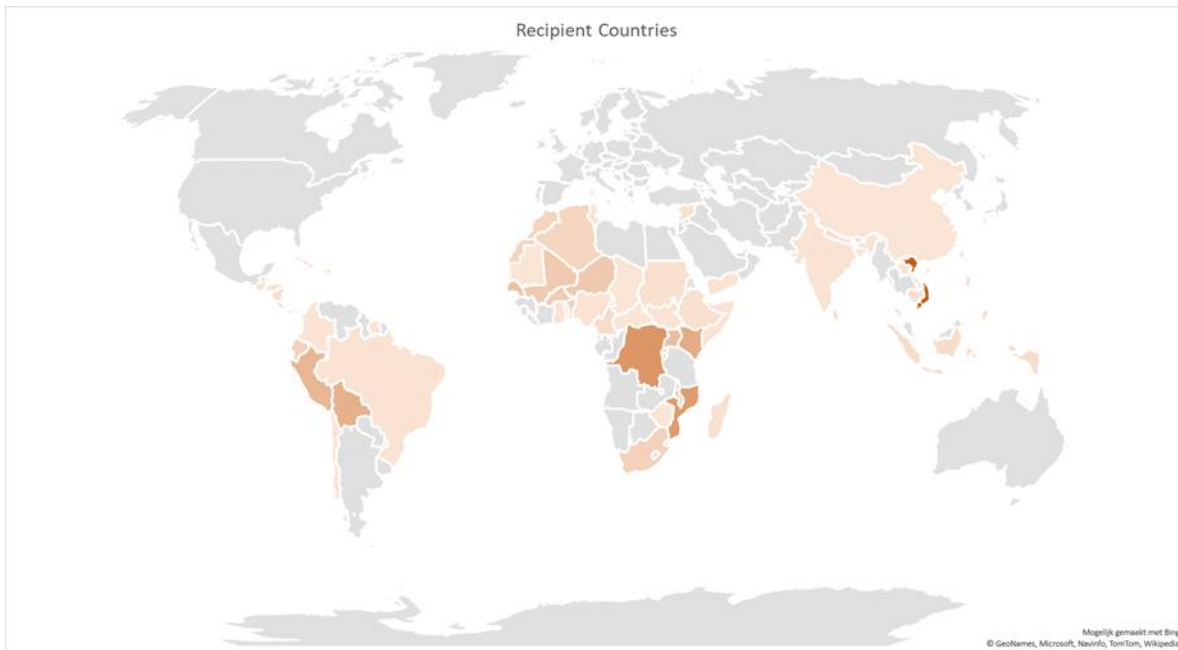 Recipient Countries
Mogelijk gemaakt met Bing
© GeoNames, Microsoft, Navinfo, TomTom, Wikipedia